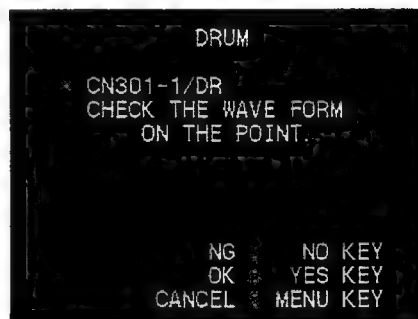 DRUM
* CN301-1/DR
CHECK THE WAVE FORM
ON THE POINT.
NG : NO KEY
OK : YES KEY
CANCEL : MENU KEY